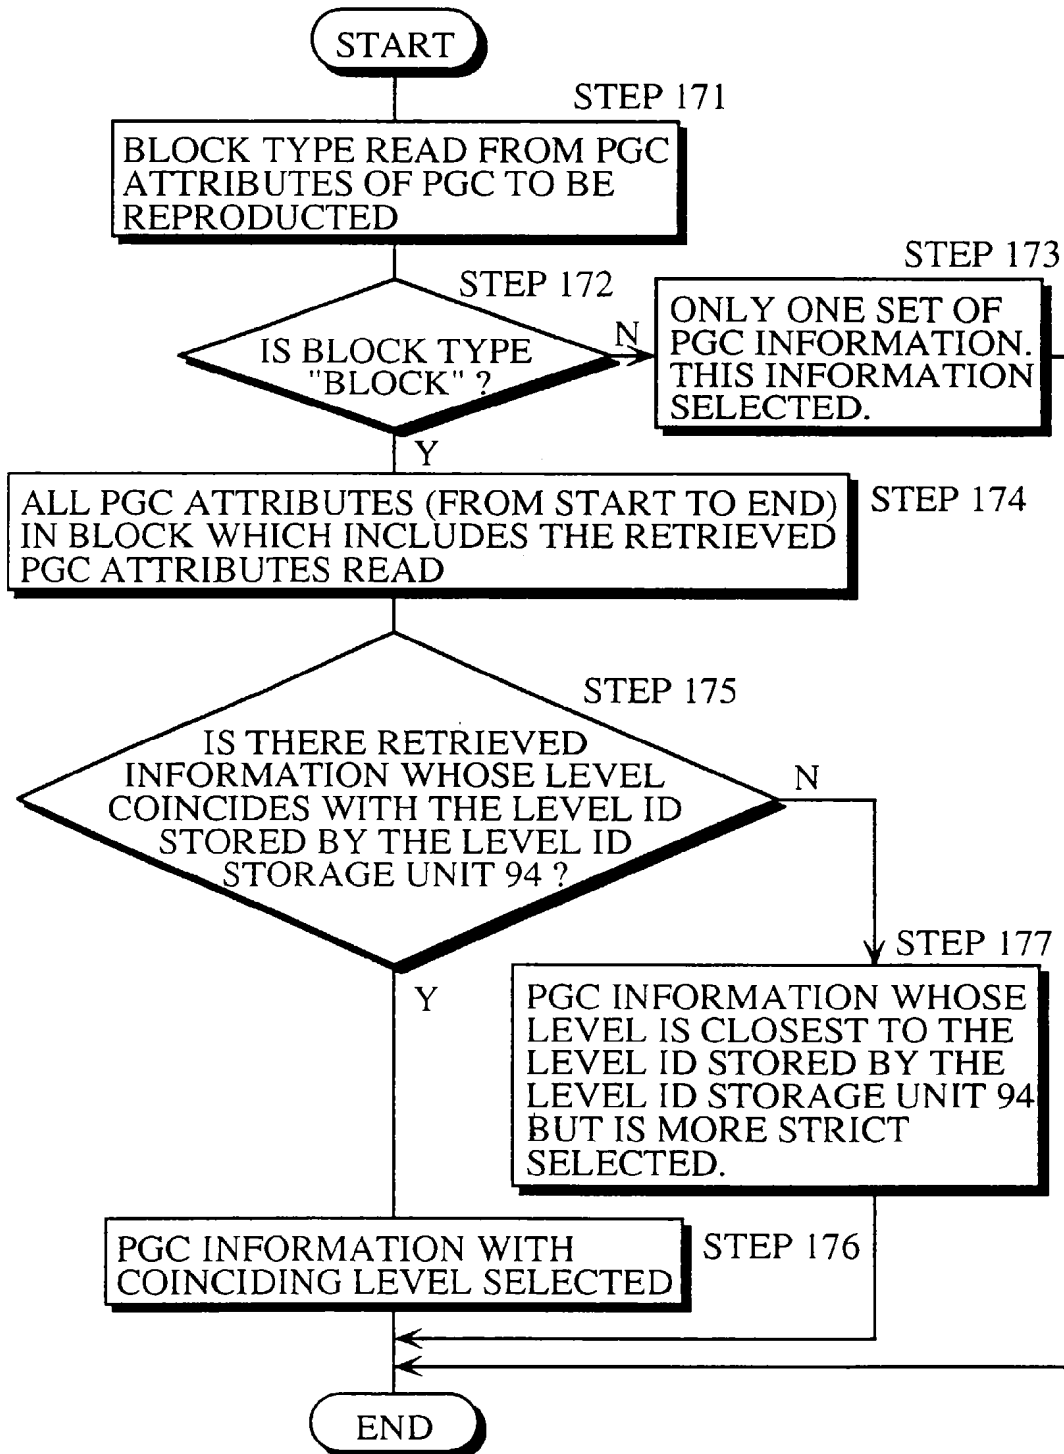 START
STEP 171
BLOCK TYPE READ FROM PGC
ATTRIBUTES OF PGC TO BE
REPRODUCTED
STEP 172
IS BLOCK TYPE
"BLOCK" ?
N
STEP 173
ONLY ONE SET OF
PGC INFORMATION.
THIS INFORMATION
SELECTED.
Y
ALL PGC ATTRIBUTES (FROM START TO END)
IN BLOCK WHICH INCLUDES THE RETRIEVED
PGC ATTRIBUTES READ
STEP 174
STEP 175
IS THERE RETRIEVED
INFORMATION WHOSE LEVEL
COINCIDES WITH THE LEVEL ID
STORED BY THE LEVEL ID
STORAGE UNIT 94 ?
N
Y
STEP 177
PGC INFORMATION WHOSE
LEVEL IS CLOSEST TO THE
LEVEL ID STORED BY THE
LEVEL ID STORAGE UNIT 94
BUT IS MORE STRICT
SELECTED.
PGC INFORMATION WITH
COINCIDING LEVEL SELECTED
STEP 176
END